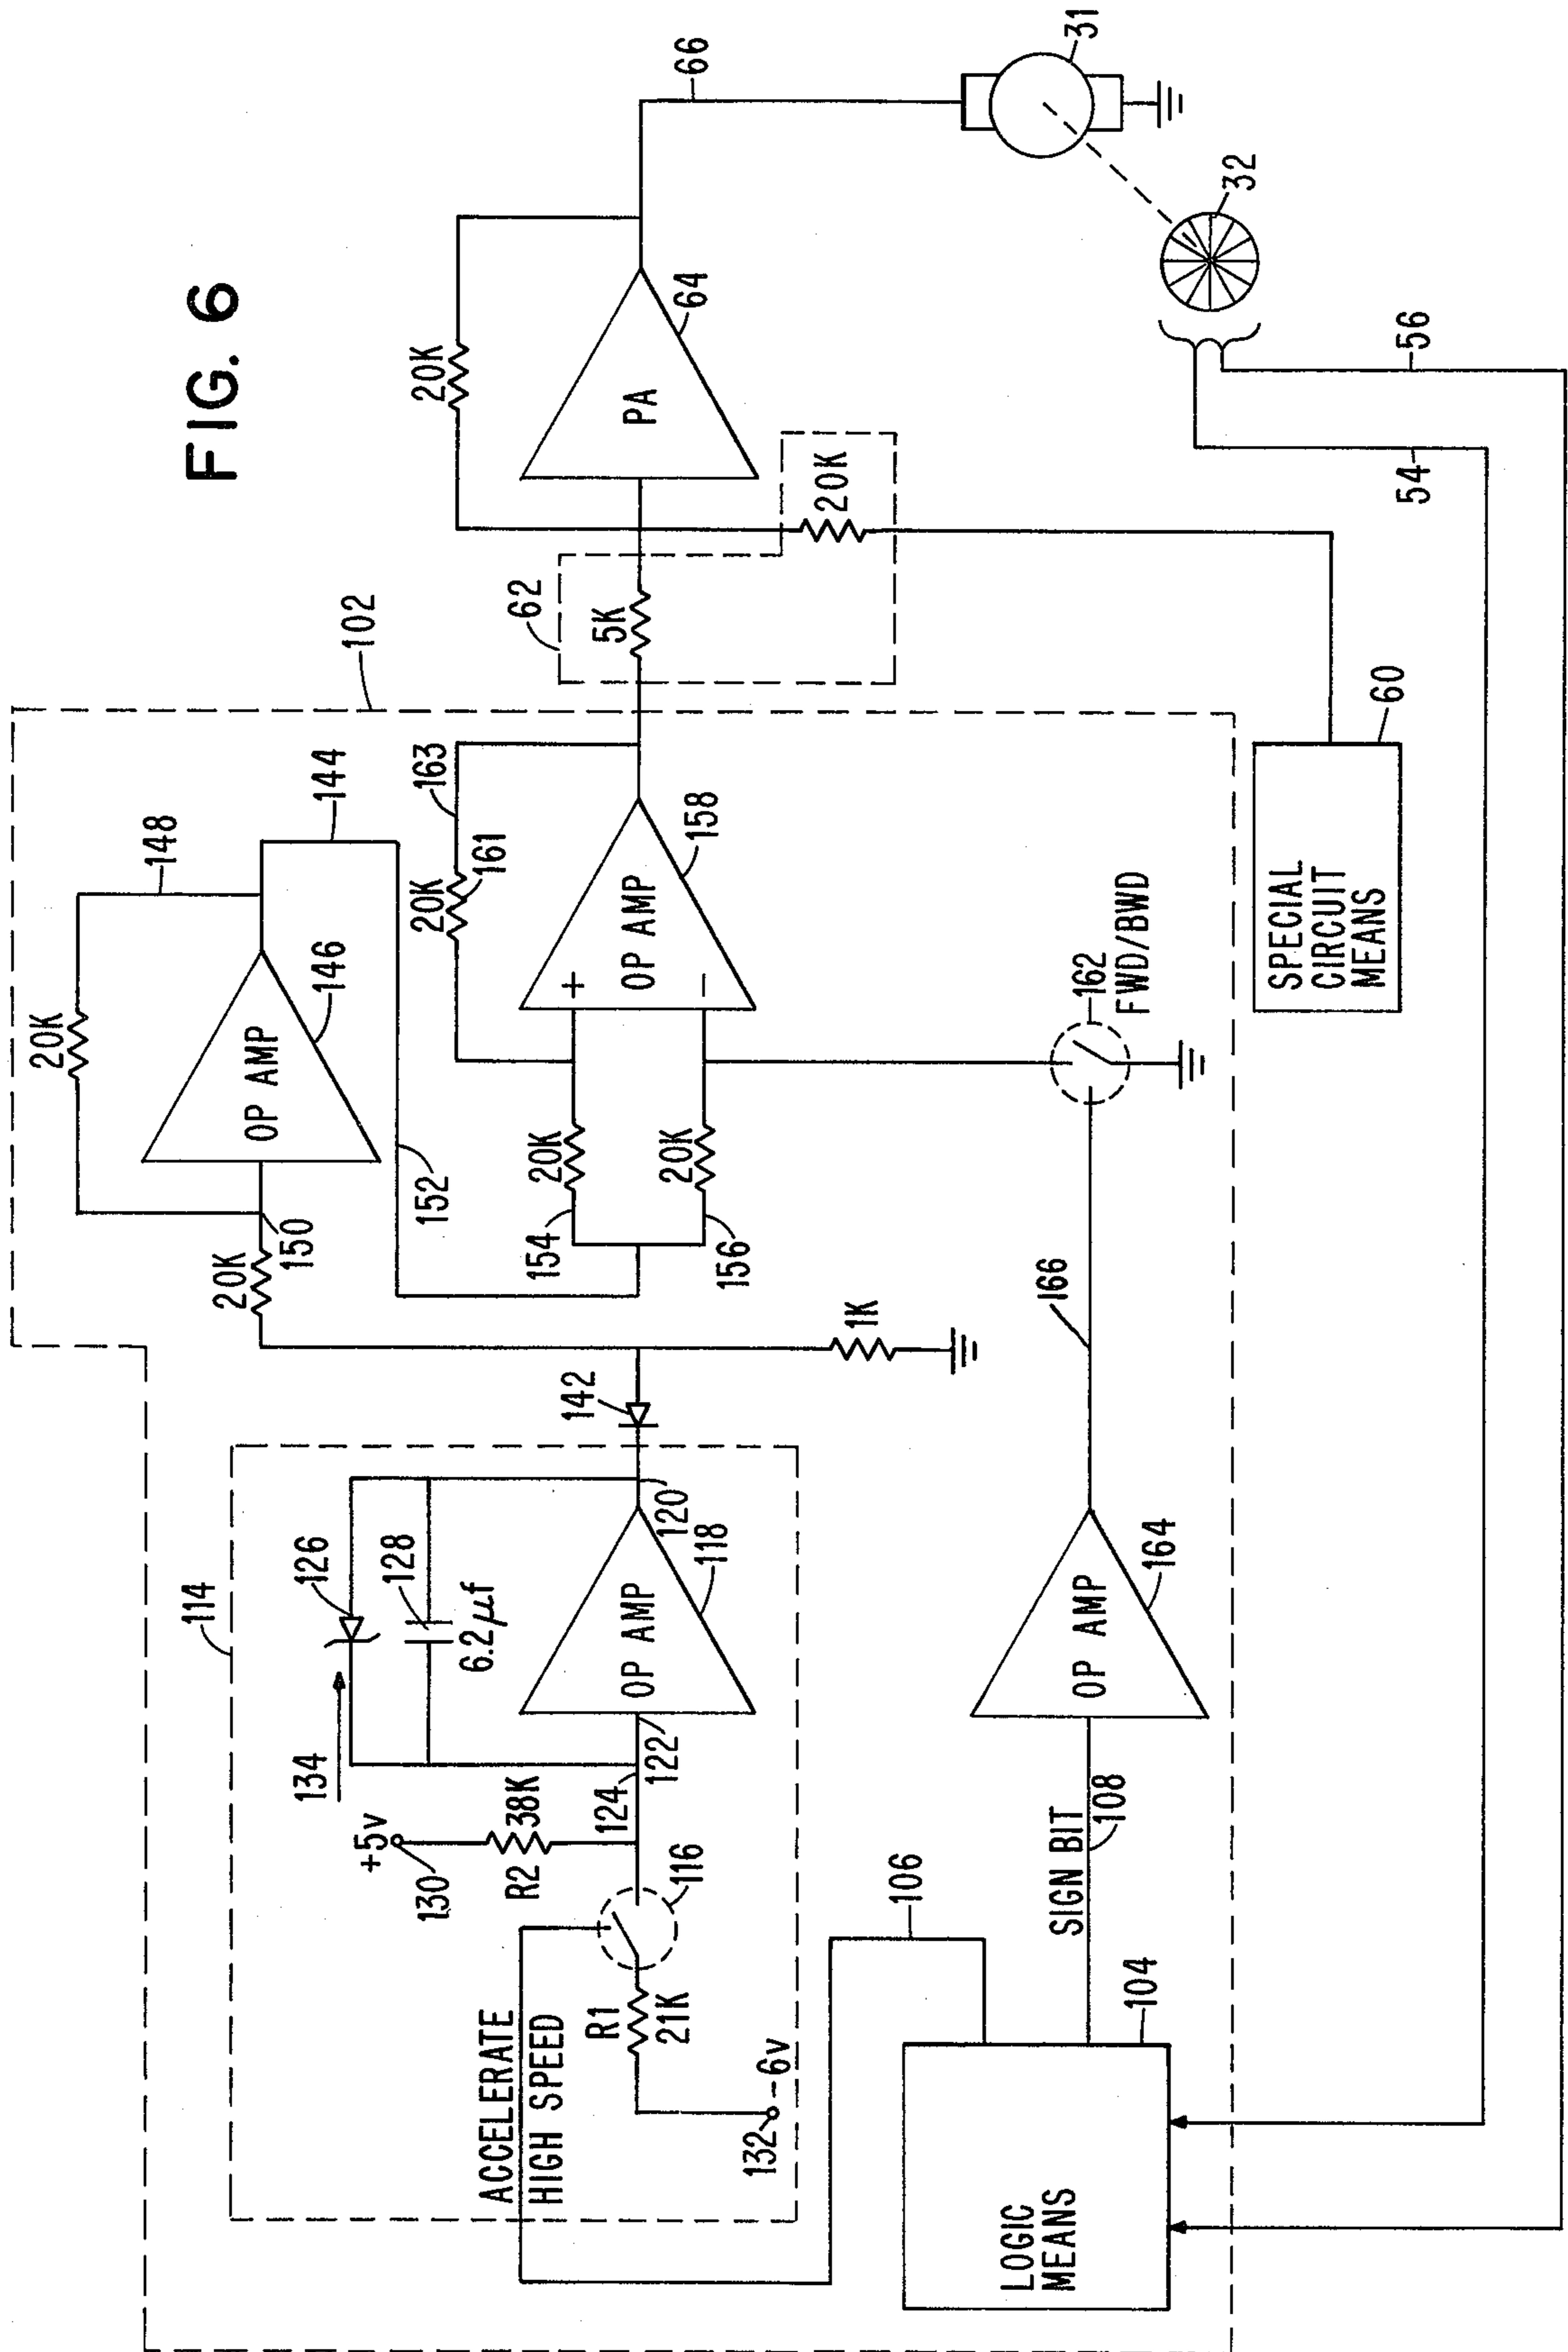 FIG. 6
102
148
144
20K
OP AMP
146
150
20K
152
163
161
20K
154
20K
156
20K
+
-
OP AMP
158
162
FWD/BWD
62
5K
20K
20K
PA
64
66
31
32
56
54
60
SPECIAL
CIRCUIT
MEANS
1K
142
114
126
134
128
6.2μf
+5v
130
R2
38K
124
122
120
OP AMP
118
116
ACCELERATE
HIGH SPEED
R1
21K
132
-6v
106
SIGN BIT
108
OP AMP
164
166
104
LOGIC
MEANS